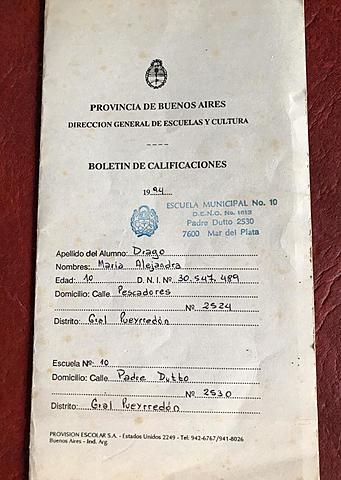 PROVINCIA DE BUENOS AIRES
DIRECCION GENERAL DE ESCUELAS Y CULTURA
----
BOLETIN DE CALIFICACIONES
1994
ESCUELA MUNICIPAL No. 10
D.E.N.O. No. 1613
Padre Dutto 2530
7600 Mar del Plata
Apellido del Alumno: Drago
Nombres: María Alejandra
Edad: 10 D. N. I. Nº 30.547.489
Domicilio: Calle Pescadores
Nº 2524
Distrito: Gral Pueyrredón
Escuela Nº: 10
Domicilio: Calle Padre Dutto
Nº 2530
Distrito: Gral Pueyrredón
PROVISION ESCOLAR S.A. - Estados Unidos 2249 - Tel: 942-6767/941-8026
Buenos Aires - Ind. Arg.